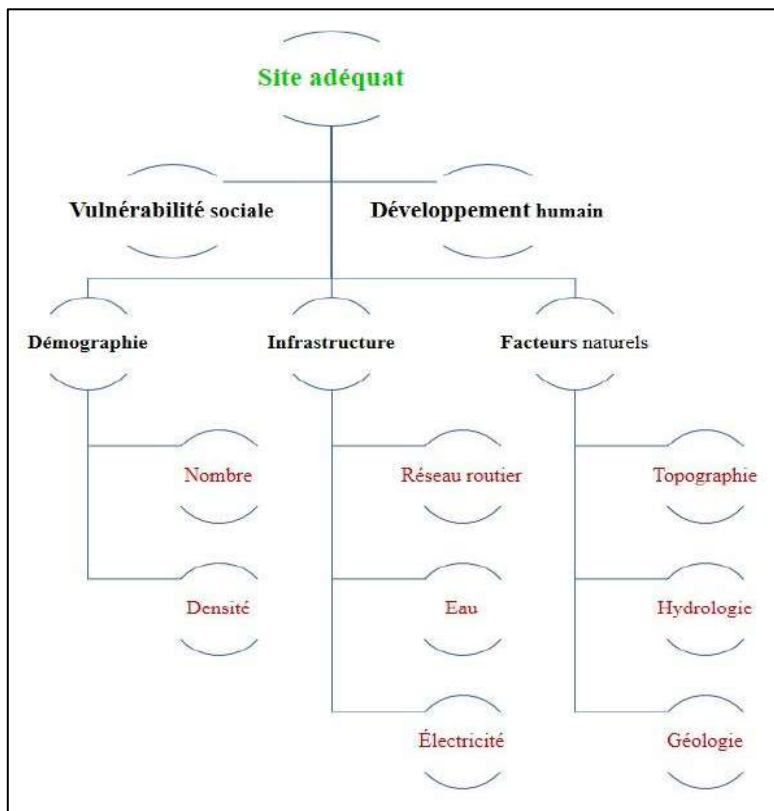 Site adéquat
Vulnérabilité sociale
Développement humain
Démographie
Infrastructure
Facteurs naturels
Nombre
Réseau routier
Topographie
Densité
Eau
Hydrologie
Électricité
Géologie